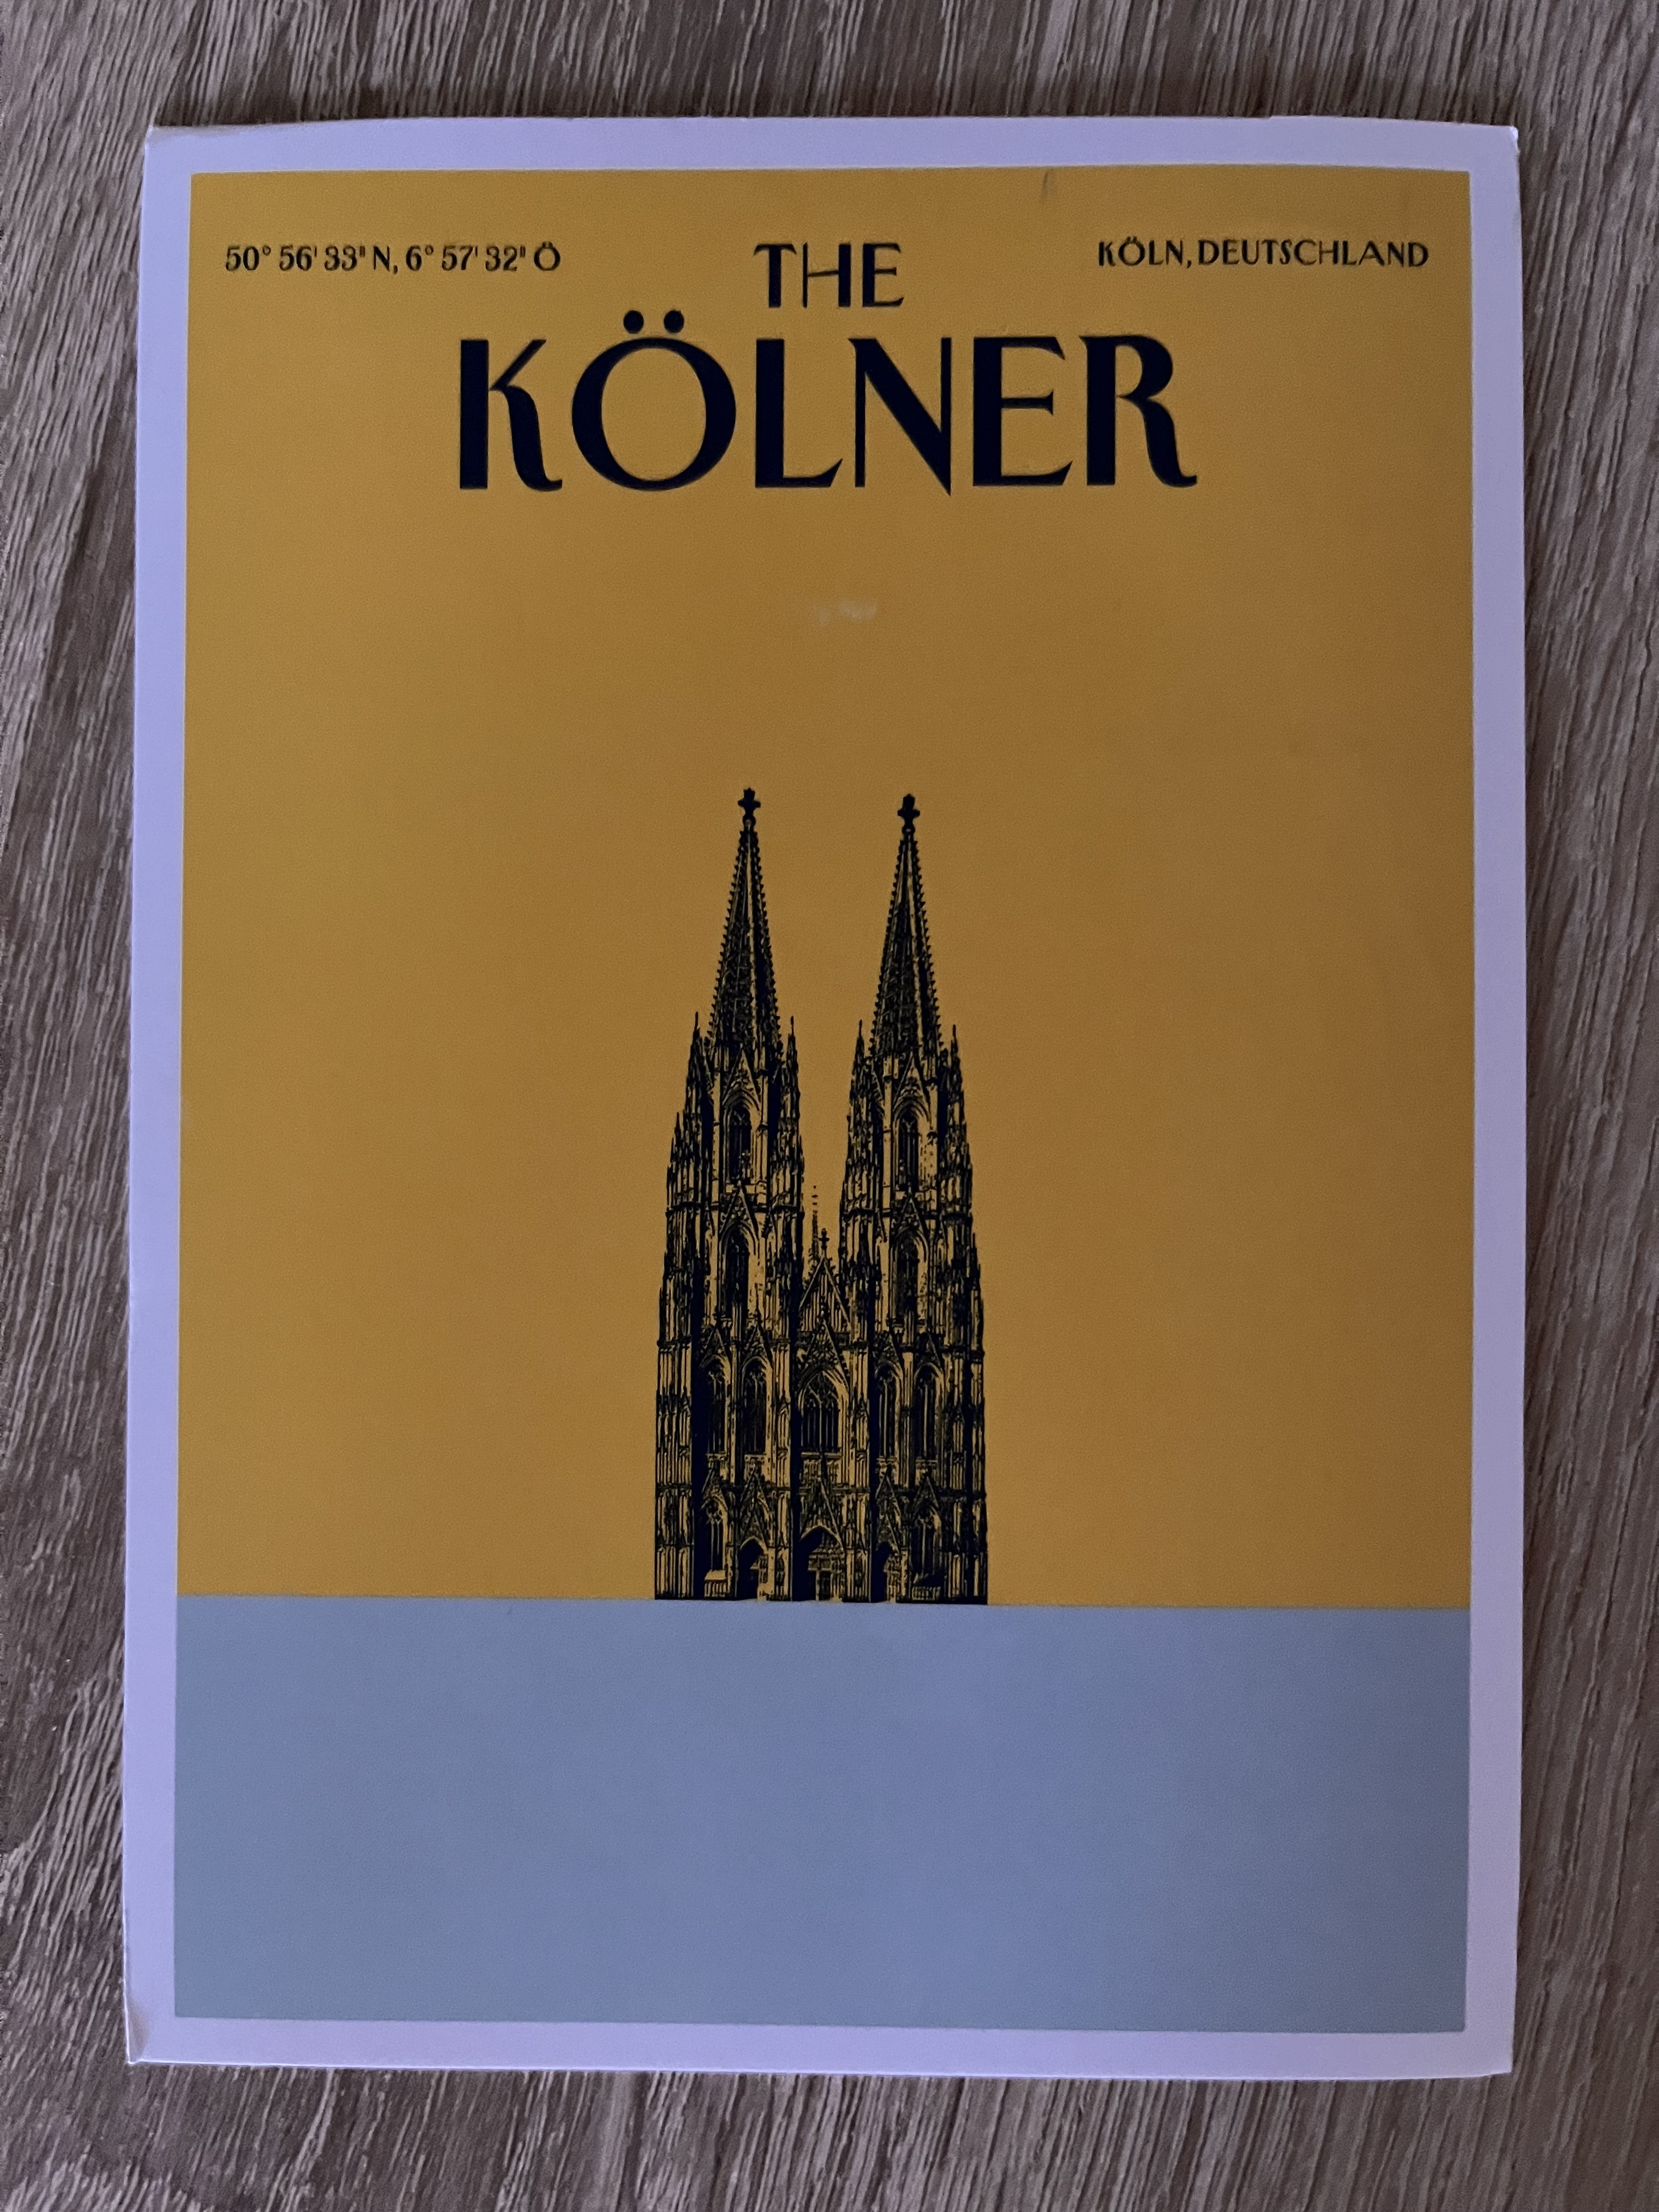 50° 56' 33" N, 6° 57' 32" Ö
THE
KÖLNER
KÖLN, DEUTSCHLAND